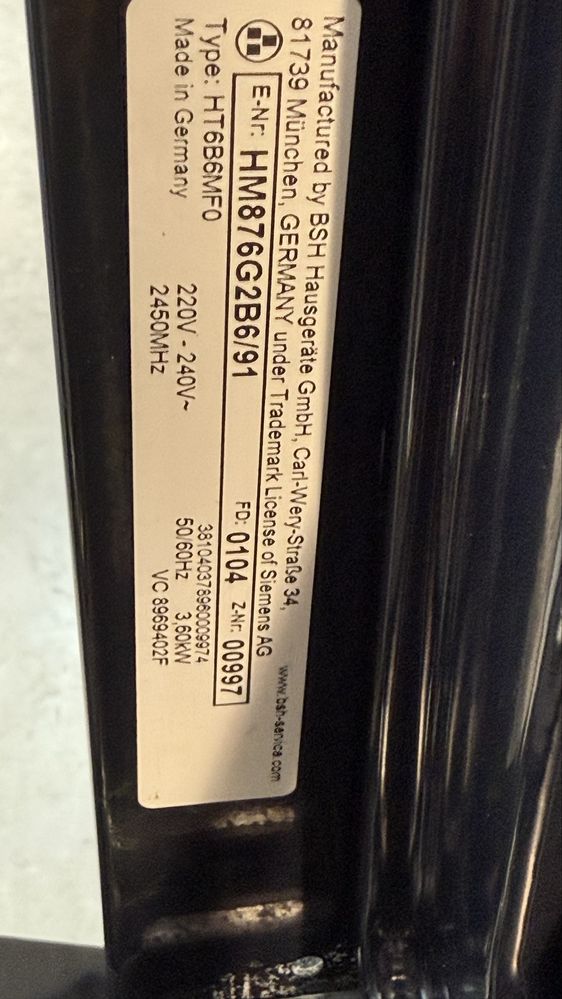 Manufactured by BSH Hausgeräte GmbH, Carl-Wery-Straße 34,
81739 München, GERMANY under Trademark License of Siemens AG
www.bsh-service.com
E-Nr: HM876G2B6/91 FD: 0104 Z-Nr: 00997
381040378960009974
Type: HT6B6MF0 220V - 240V~ 50/60Hz 3,60kW
Made in Germany 2450MHz VC 8969402F